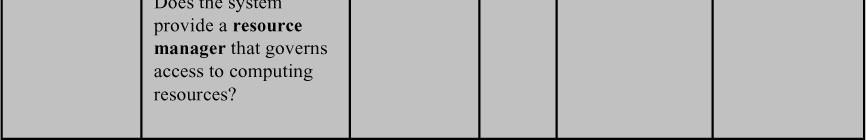 Does the system
provide a resource
manager that governs
access to computing
resources?